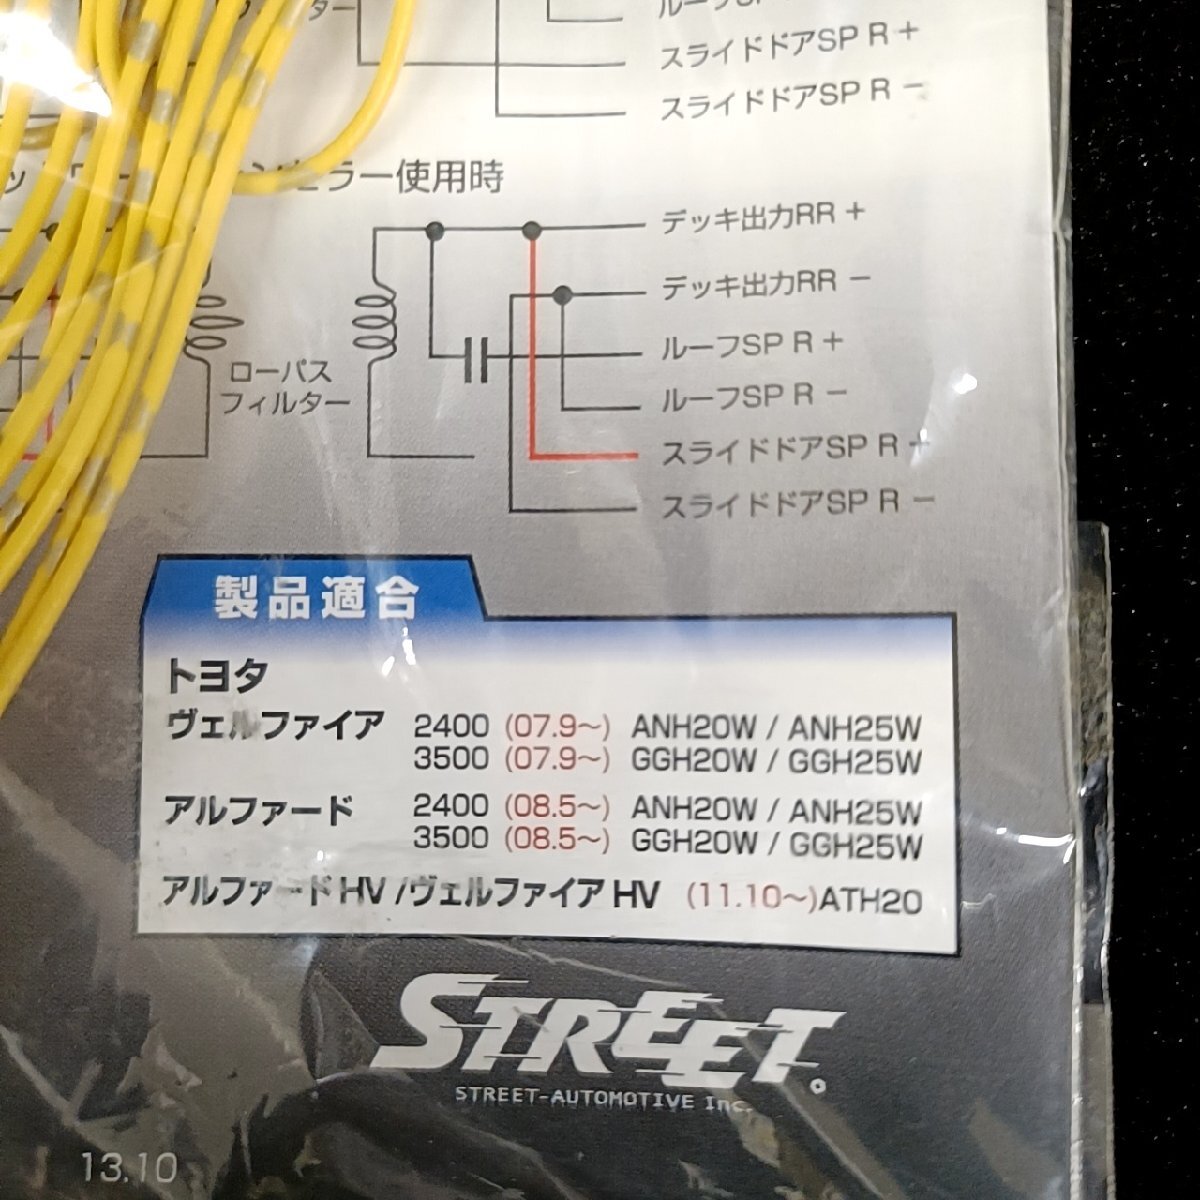 スライドドアSP R +
スライドドアSP R －
ラー使用時
デッキ出力RR +
デッキ出力RR －
ルーフSP R +
ルーフSP R －
スライドドアSP R +
スライドドアSP R －
ローパス
フィルター
製品適合
トヨタ
ヴェルファイア 2400 (07.9～) ANH20W / ANH25W
3500 (07.9～) GGH20W / GGH25W
アルファード 2400 (08.5～) ANH20W / ANH25W
3500 (08.5～) GGH20W / GGH25W
アルファード HV /ヴェルファイア HV (11.10～)ATH20
STREET
STREET-AUTOMOTIVE Inc.
13.10